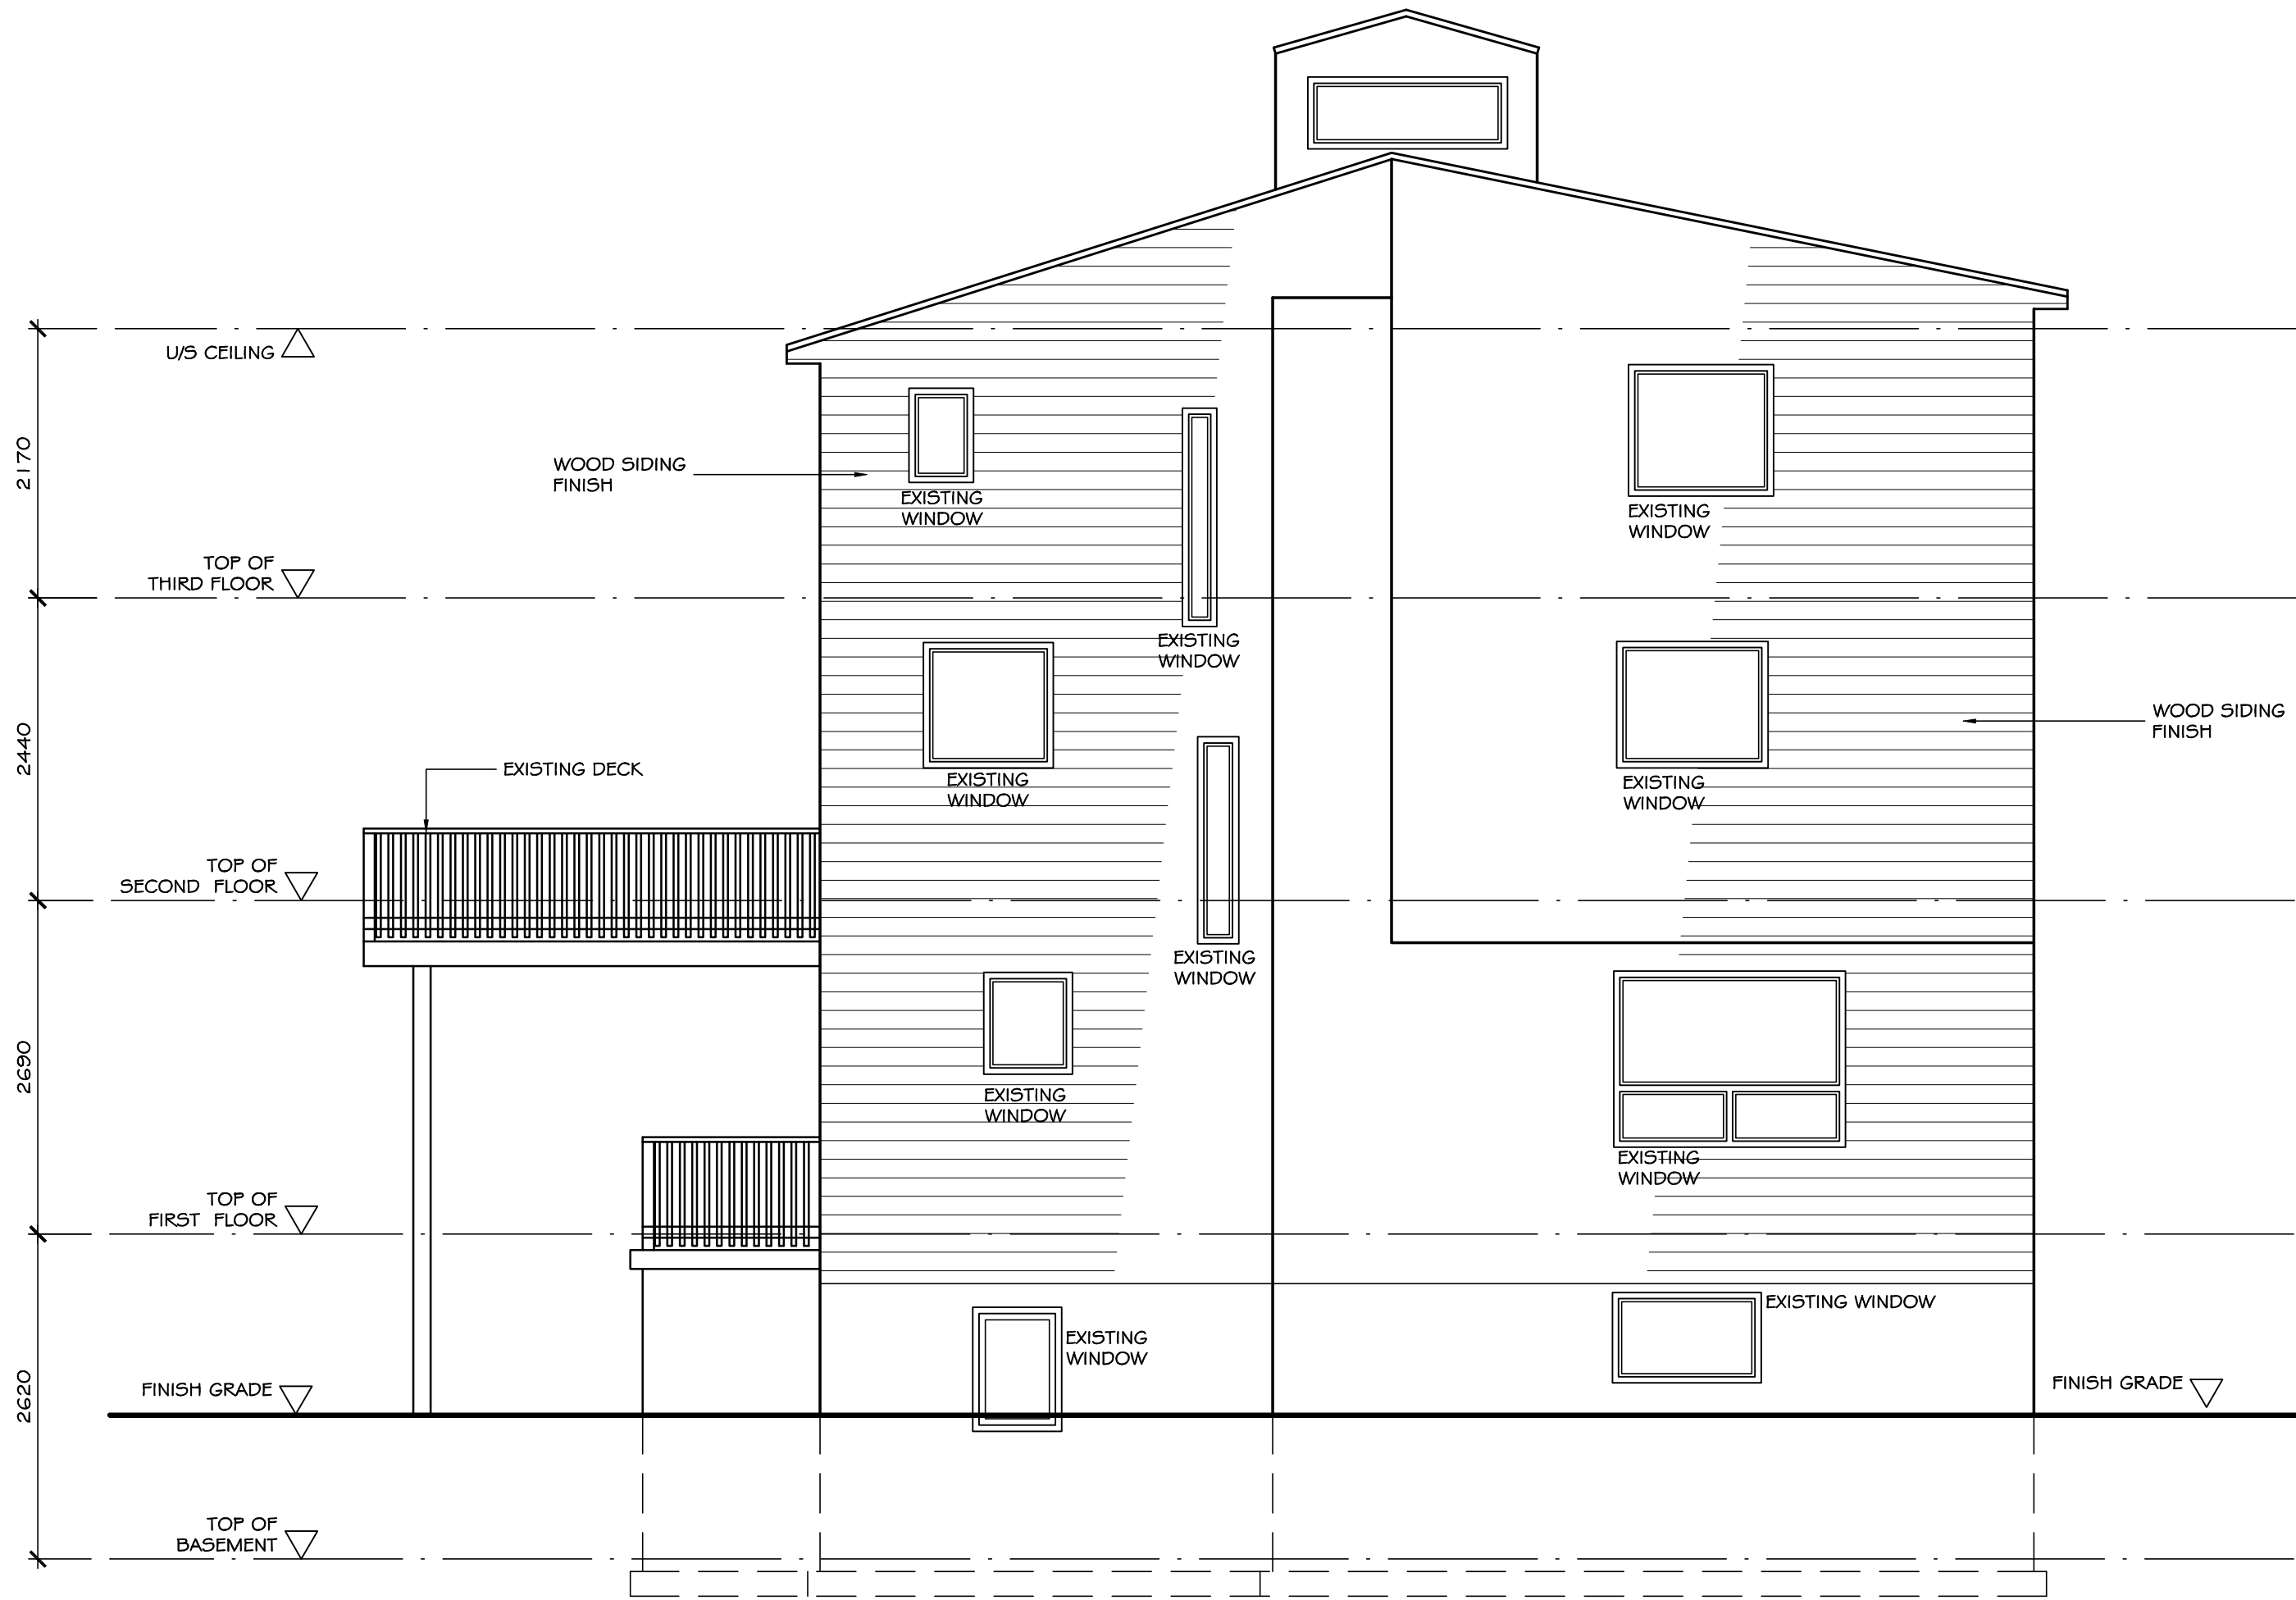 U/S CEILING
2170
WOOD SIDING
FINISH
EXISTING
WINDOW
EXISTING
WINDOW
TOP OF
THIRD FLOOR
EXISTING
WINDOW
2440
WOOD SIDING
FINISH
EXISTING DECK
EXISTING
WINDOW
EXISTING
WINDOW
TOP OF
SECOND FLOOR
EXISTING
WINDOW
2690
EXISTING
WINDOW
EXISTING
WINDOW
TOP OF
FIRST FLOOR
EXISTING WINDOW
EXISTING
WINDOW
2620
FINISH GRADE
FINISH GRADE
TOP OF
BASEMENT